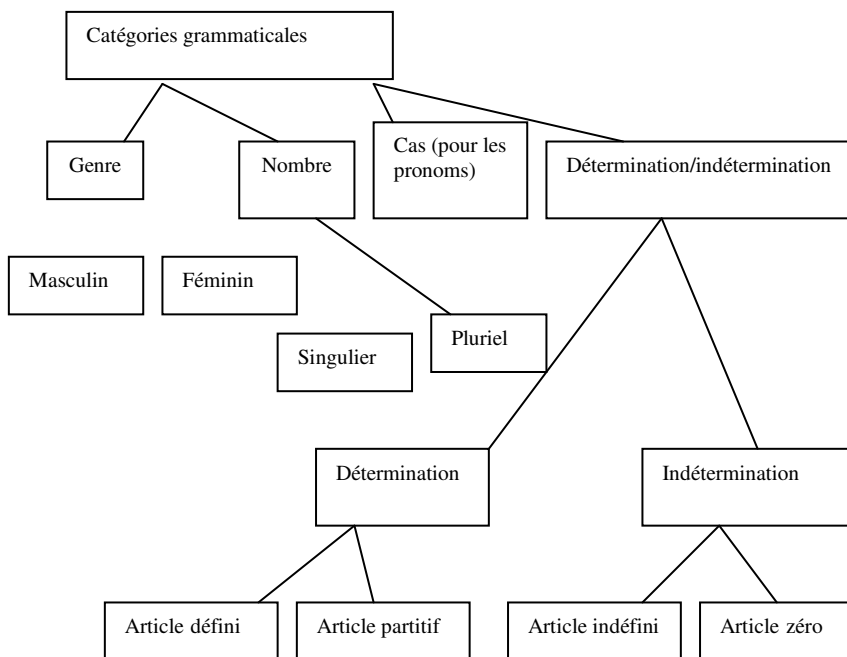 Catégories grammaticales
Genre
Nombre
Cas (pour les
pronoms)
Détermination/indétermination
Masculin
Féminin
Singulier
Pluriel
Détermination
Indétermination
Article défini
Article partitif
Article indéfini
Article zéro